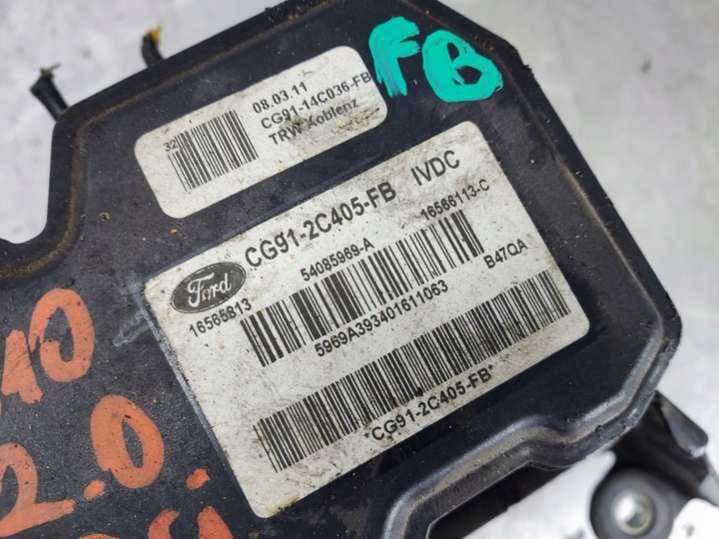 FB
08.03.11
32
CG91-14C036-FB
TRW Koblenz
Ford
CG91-2C405-FB IVDC
54085969-A
16566113-C
16565813
B47QA
5969A393401611063
*CG91-2C405-FB*
2.0